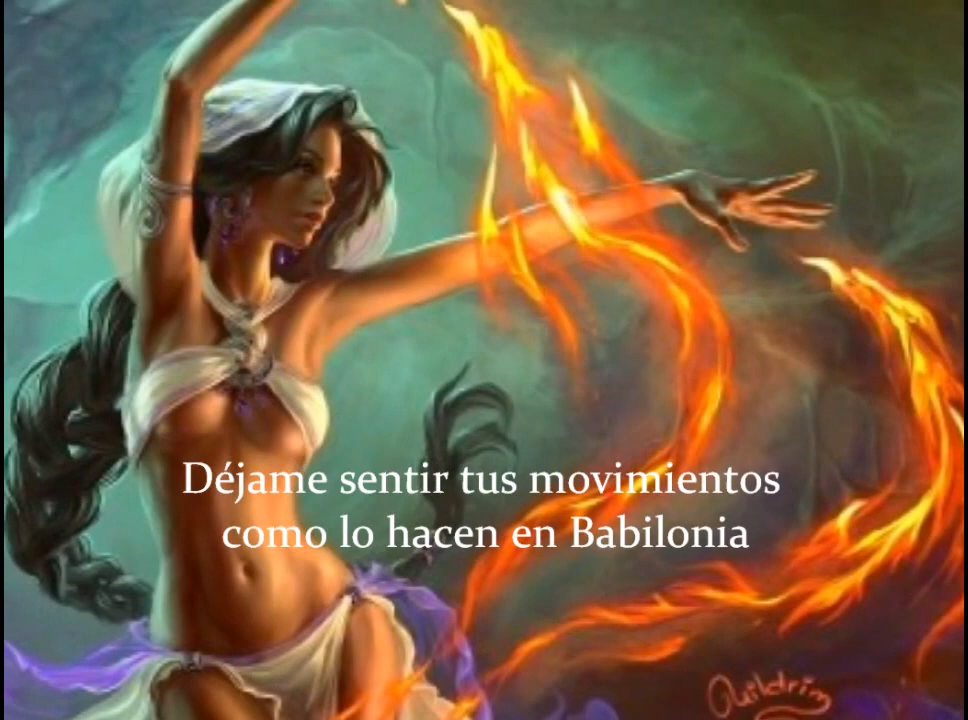 Déjame sentir tus movimientos
como lo hacen en Babilonia